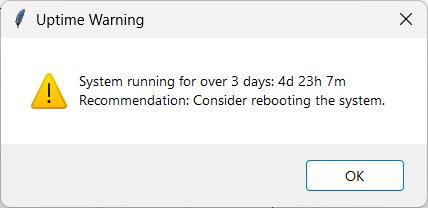 Uptime Warning
System running for over 3 days: 4d 23h 7m
Recommendation: Consider rebooting the system.
OK